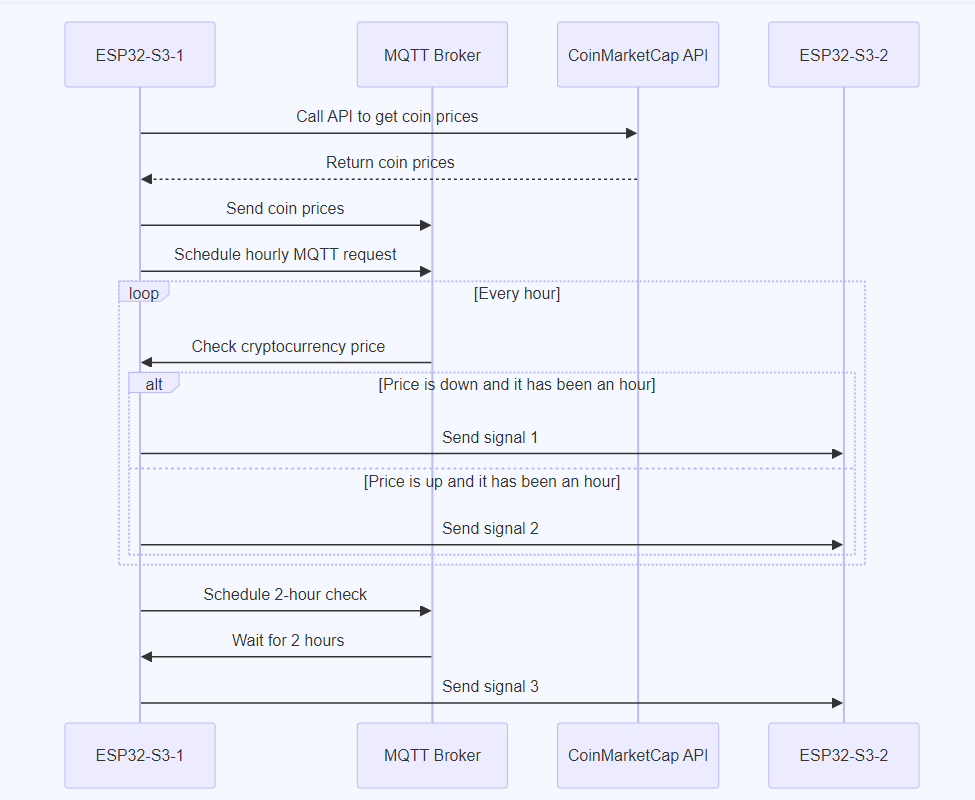 ESP32-S3-1
MQTT Broker
CoinMarketCap API
ESP32-S3-2
Call API to get coin prices
Return coin prices
Send coin prices
Schedule hourly MQTT request
loop
[Every hour]
Check cryptocurrency price
alt
[Price is down and it has been an hour]
Send signal 1
[Price is up and it has been an hour]
Send signal 2
Schedule 2-hour check
Wait for 2 hours
Send signal 3
ESP32-S3-1
MQTT Broker
CoinMarketCap API
ESP32-S3-2